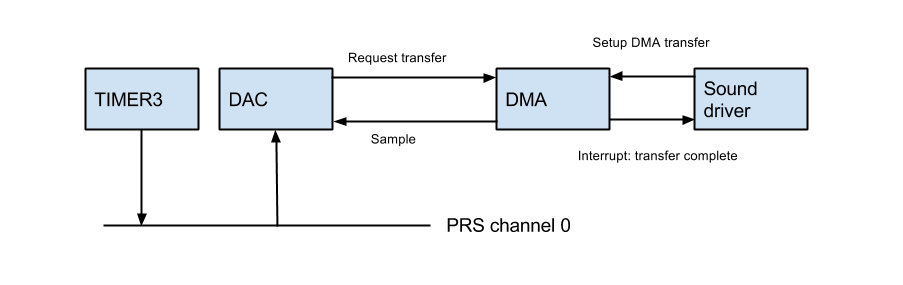 Setup DMA transfer
Request transfer
TIMER3
DAC
DMA
Sound
driver
Sample
Interrupt: transfer complete
PRS channel 0